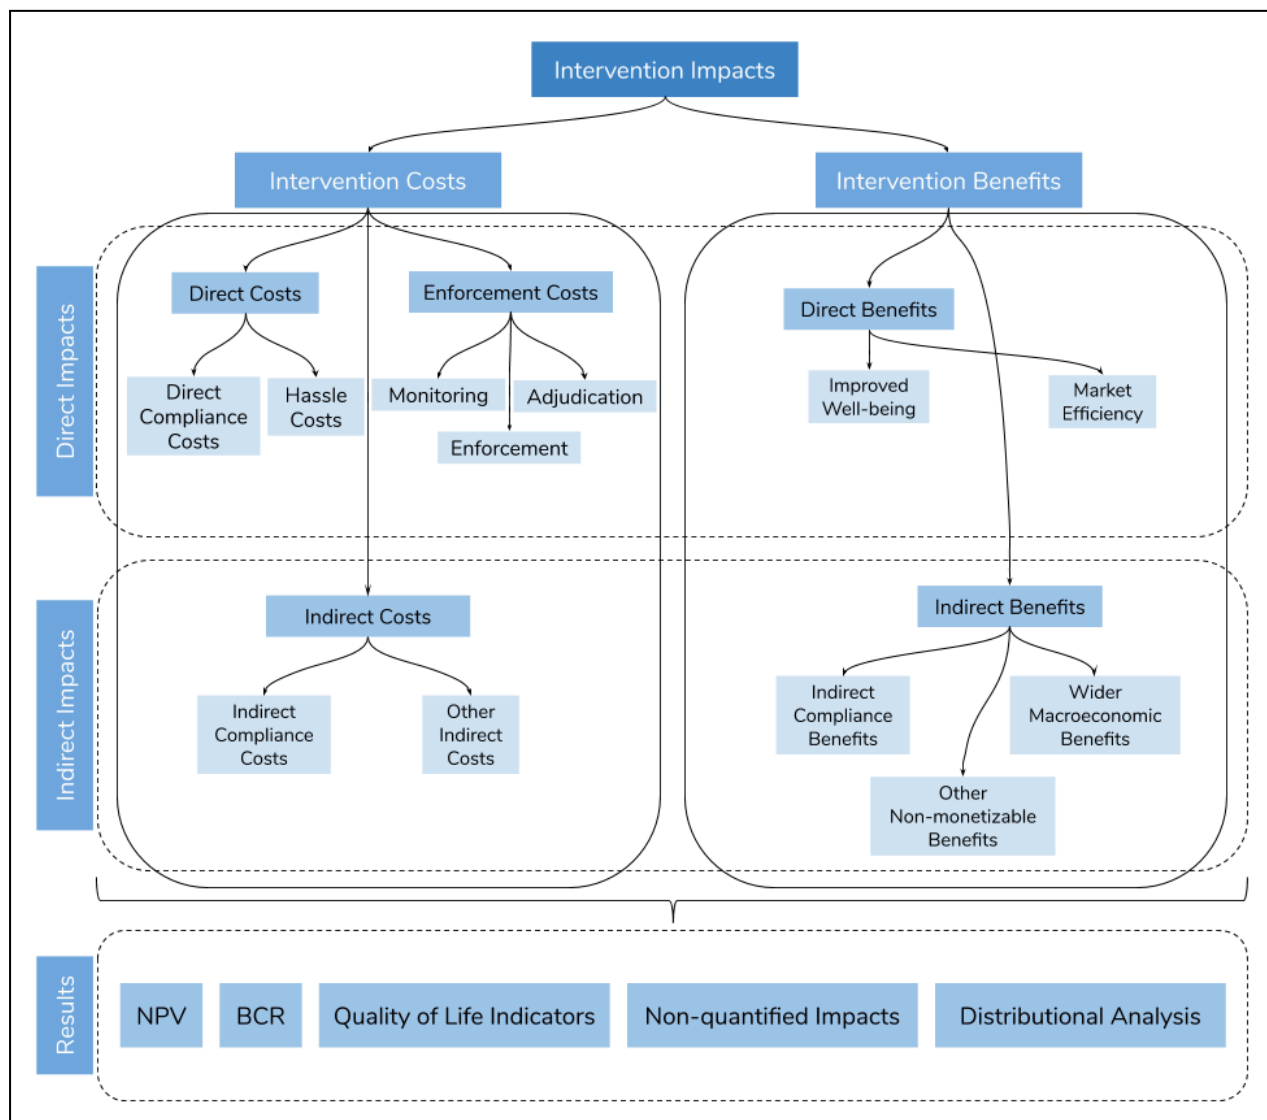 Intervention Impacts
Intervention Costs
Intervention Benefits
Direct Impacts
Direct Costs
Enforcement Costs
Direct Benefits
Direct
Compliance
Costs
Hassle
Costs
Monitoring
Adjudication
Enforcement
Improved
Well-being
Market
Efficiency
Indirect Impacts
Indirect Costs
Indirect Benefits
Indirect
Compliance
Costs
Other
Indirect
Costs
Indirect
Compliance
Benefits
Wider
Macroeconomic
Benefits
Other
Non-monetizable
Benefits
Results
NPV
BCR
Quality of Life Indicators
Non-quantified Impacts
Distributional Analysis